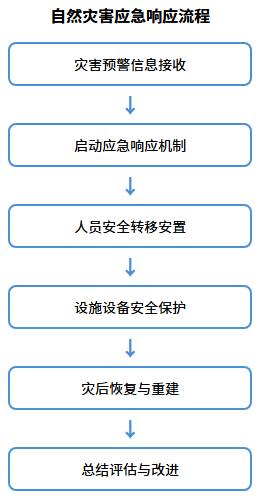 自然灾害应急响应流程
灾害预警信息接收
启动应急响应机制
人员安全转移安置
设施设备安全保护
灾后恢复与重建
总结评估与改进